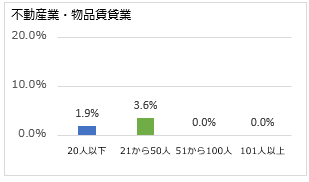 不動産業・物品賃貸業
20.0%
10.0%
0.0%
1.9%
3.6%
0.0%
0.0%
20人以下
21から50人
51から100人
101人以上